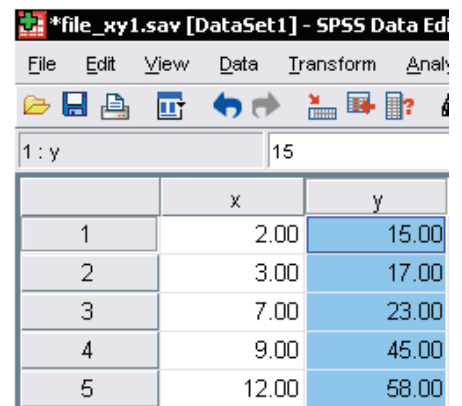 *file_xy1.sav [DataSet1] - SPSS Data Edi
File Edit View Data Transform Analy
1 : y 15
x y
1 2.00 15.00
2 3.00 17.00
3 7.00 23.00
4 9.00 45.00
5 12.00 58.00